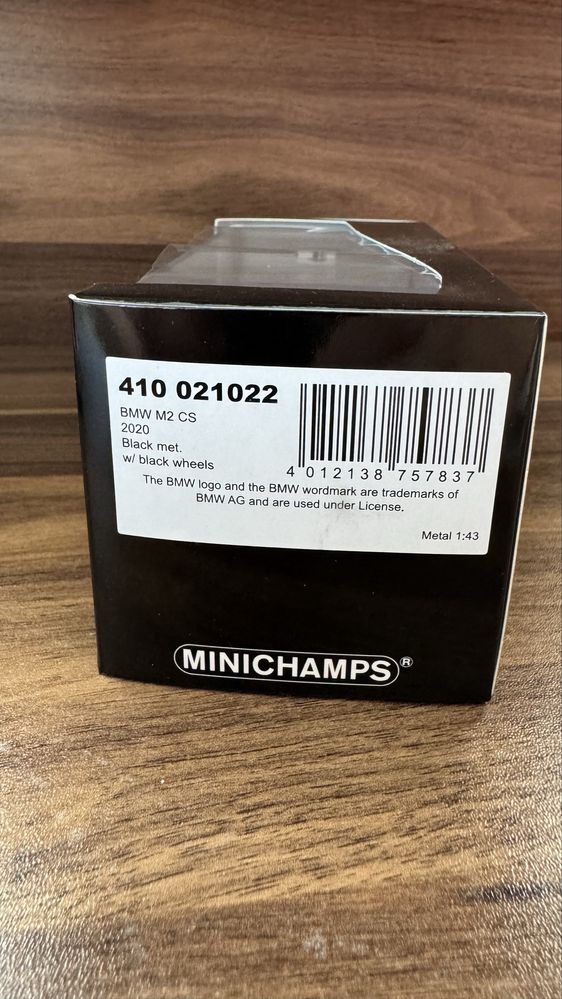 410 021022
BMW M2 CS
2020
Black met.
w/ black wheels
4 012138 757837
The BMW logo and the BMW wordmark are trademarks of
BMW AG and are used under License.
Metal 1:43
MINICHAMPS®